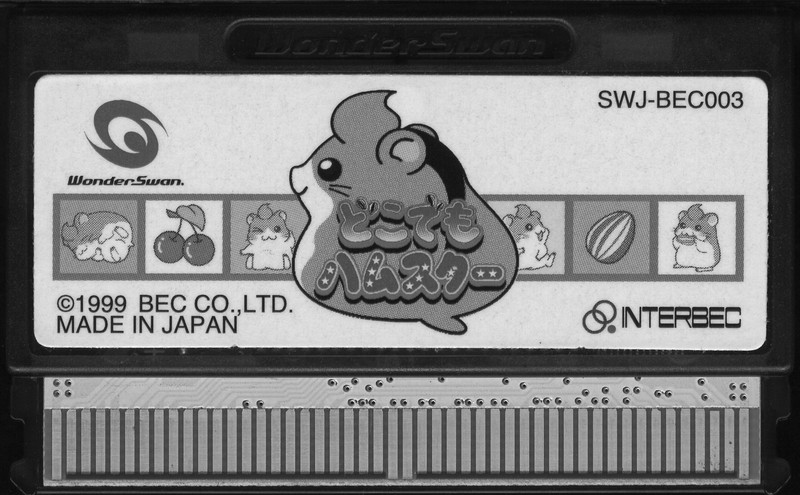 WonderSwan
SWJ-BEC003
WonderSwan.
どこでも
ハムスター
©1999 BEC CO.,LTD.
MADE IN JAPAN
INTERBEC